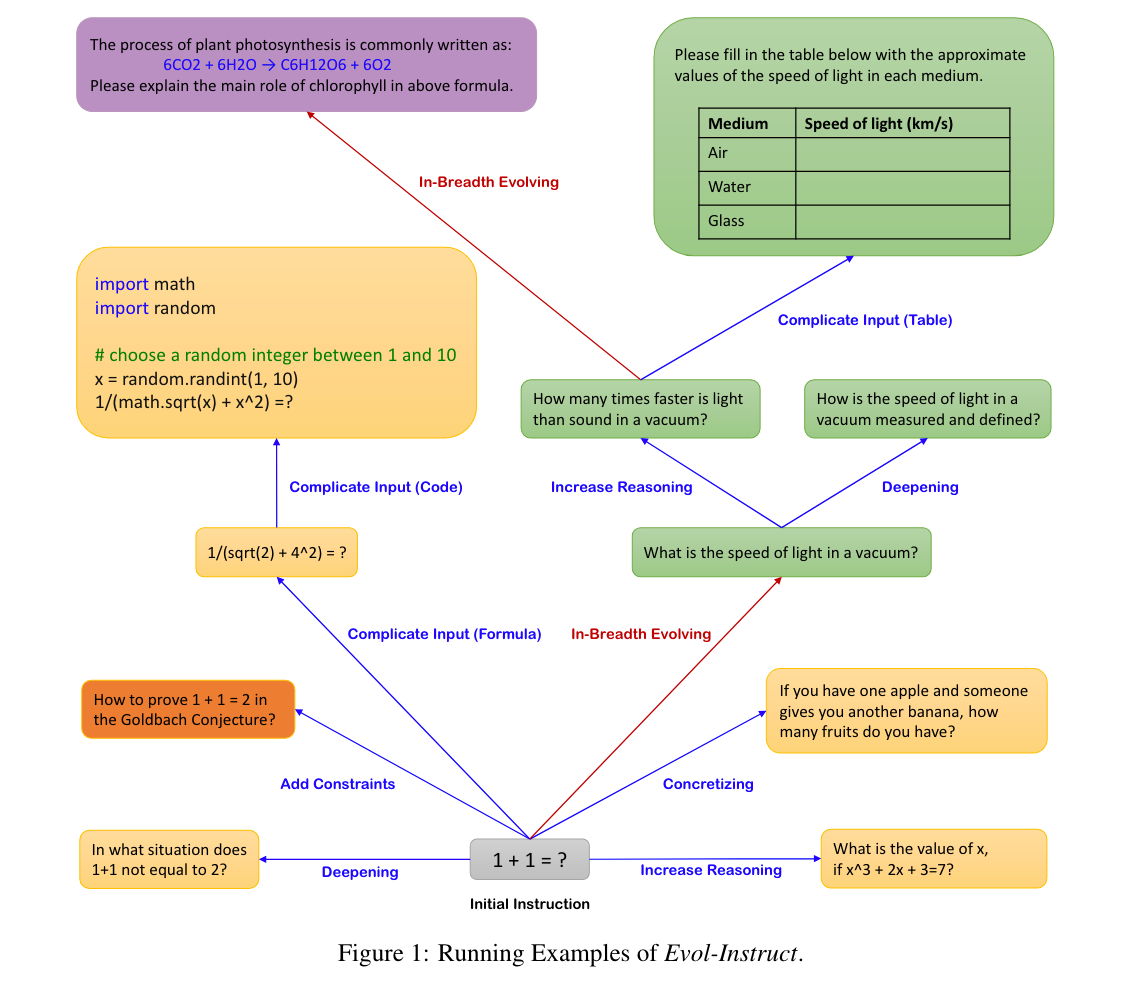 The process of plant photosynthesis is commonly written as:
6CO2 + 6H2O → C6H12O6 + 6O2
Please explain the main role of chlorophyll in above formula.
Please fill in the table below with the approximate
values of the speed of light in each medium.
Medium Speed of light (km/s)
Air
Water
Glass
In-Breadth Evolving
import math
import random
# choose a random integer between 1 and 10
x = random.randint(1, 10)
1/(math.sqrt(x) + x^2) =?
Complicate Input (Table)
How many times faster is light
than sound in a vacuum?
How is the speed of light in a
vacuum measured and defined?
Complicate Input (Code)
Increase Reasoning
Deepening
1/(sqrt(2) + 4^2) = ?
What is the speed of light in a vacuum?
Complicate Input (Formula)
In-Breadth Evolving
How to prove 1 + 1 = 2 in
the Goldbach Conjecture?
If you have one apple and someone
gives you another banana, how
many fruits do you have?
Add Constraints
Concretizing
In what situation does
1+1 not equal to 2?
Deepening
1 + 1 = ?
Increase Reasoning
What is the value of x,
if x^3 + 2x + 3=7?
Initial Instruction
Figure 1: Running Examples of Evol-Instruct.